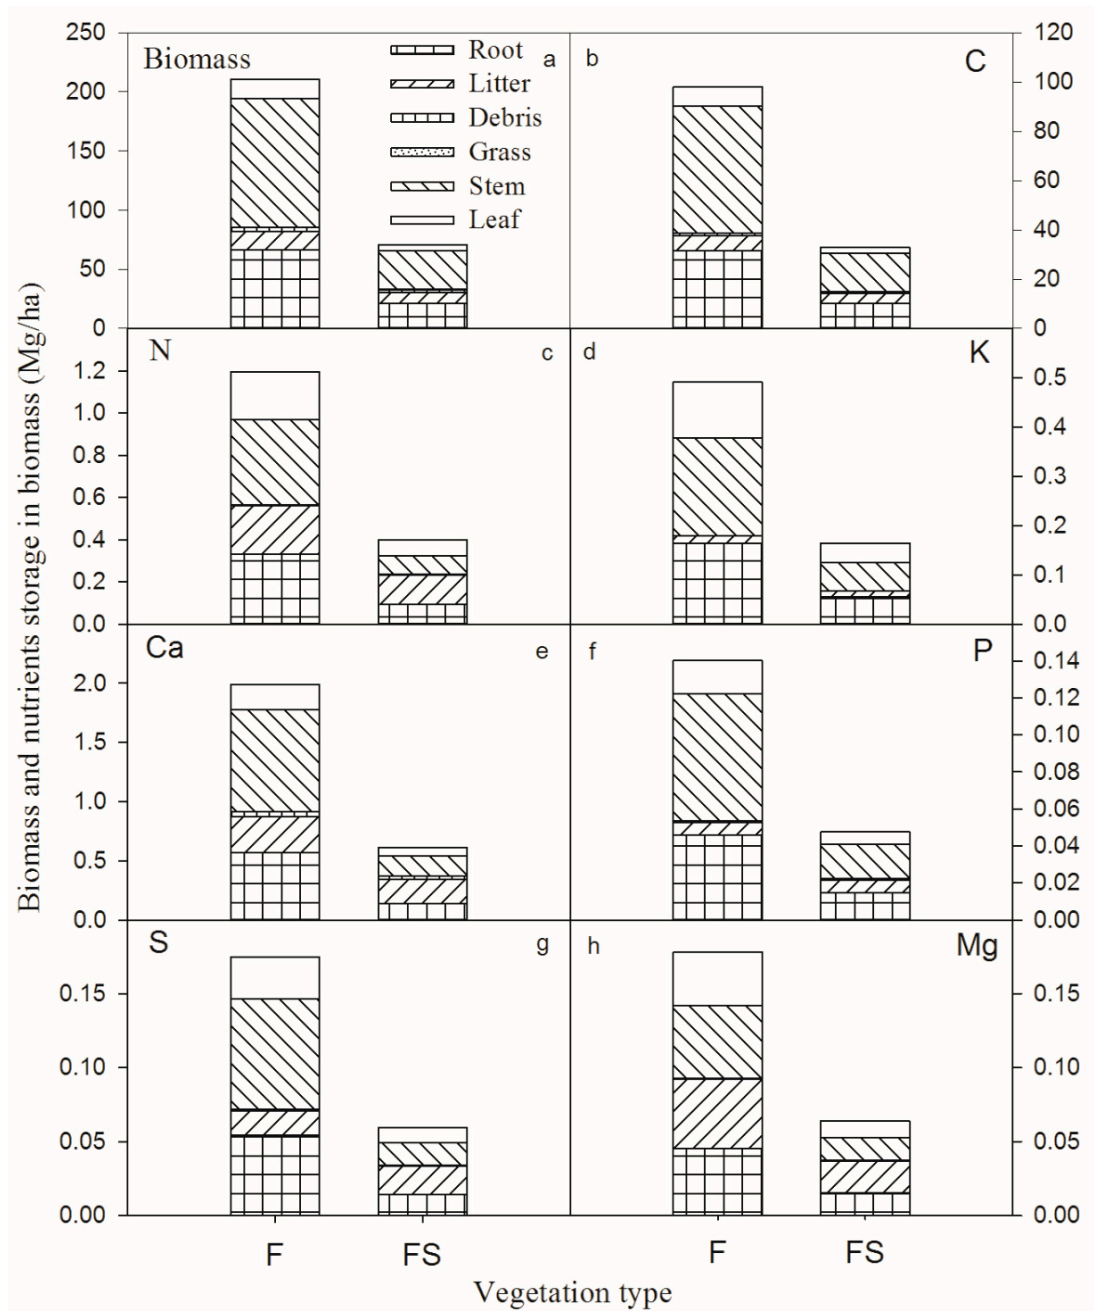 Biomass and nutrients storage in biomass (Mg/ha)
250
200
150
100
50
0
Biomass
a
Root
Litter
Debris
Grass
Stem
Leaf
b
C
120
100
80
60
40
20
0
1.2
1.0
0.8
0.6
0.4
0.2
0.0
N
c
d
K
0.5
0.4
0.3
0.2
0.1
0.0
2.0
1.5
1.0
0.5
0.0
Ca
e
f
P
0.14
0.12
0.10
0.08
0.06
0.04
0.02
0.00
0.15
0.10
0.05
0.00
S
g
h
Mg
0.15
0.10
0.05
0.00
F
FS
F
FS
Vegetation type